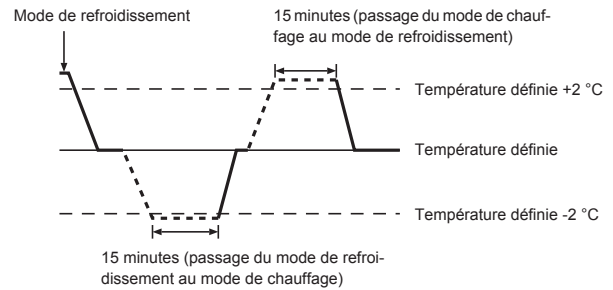 Mode de refroidissement
15 minutes (passage du mode de chauf-
fage au mode de refroidissement)
Température définie +2 °C
Température définie
Température définie -2 °C
15 minutes (passage du mode de refroi-
dissement au mode de chauffage)